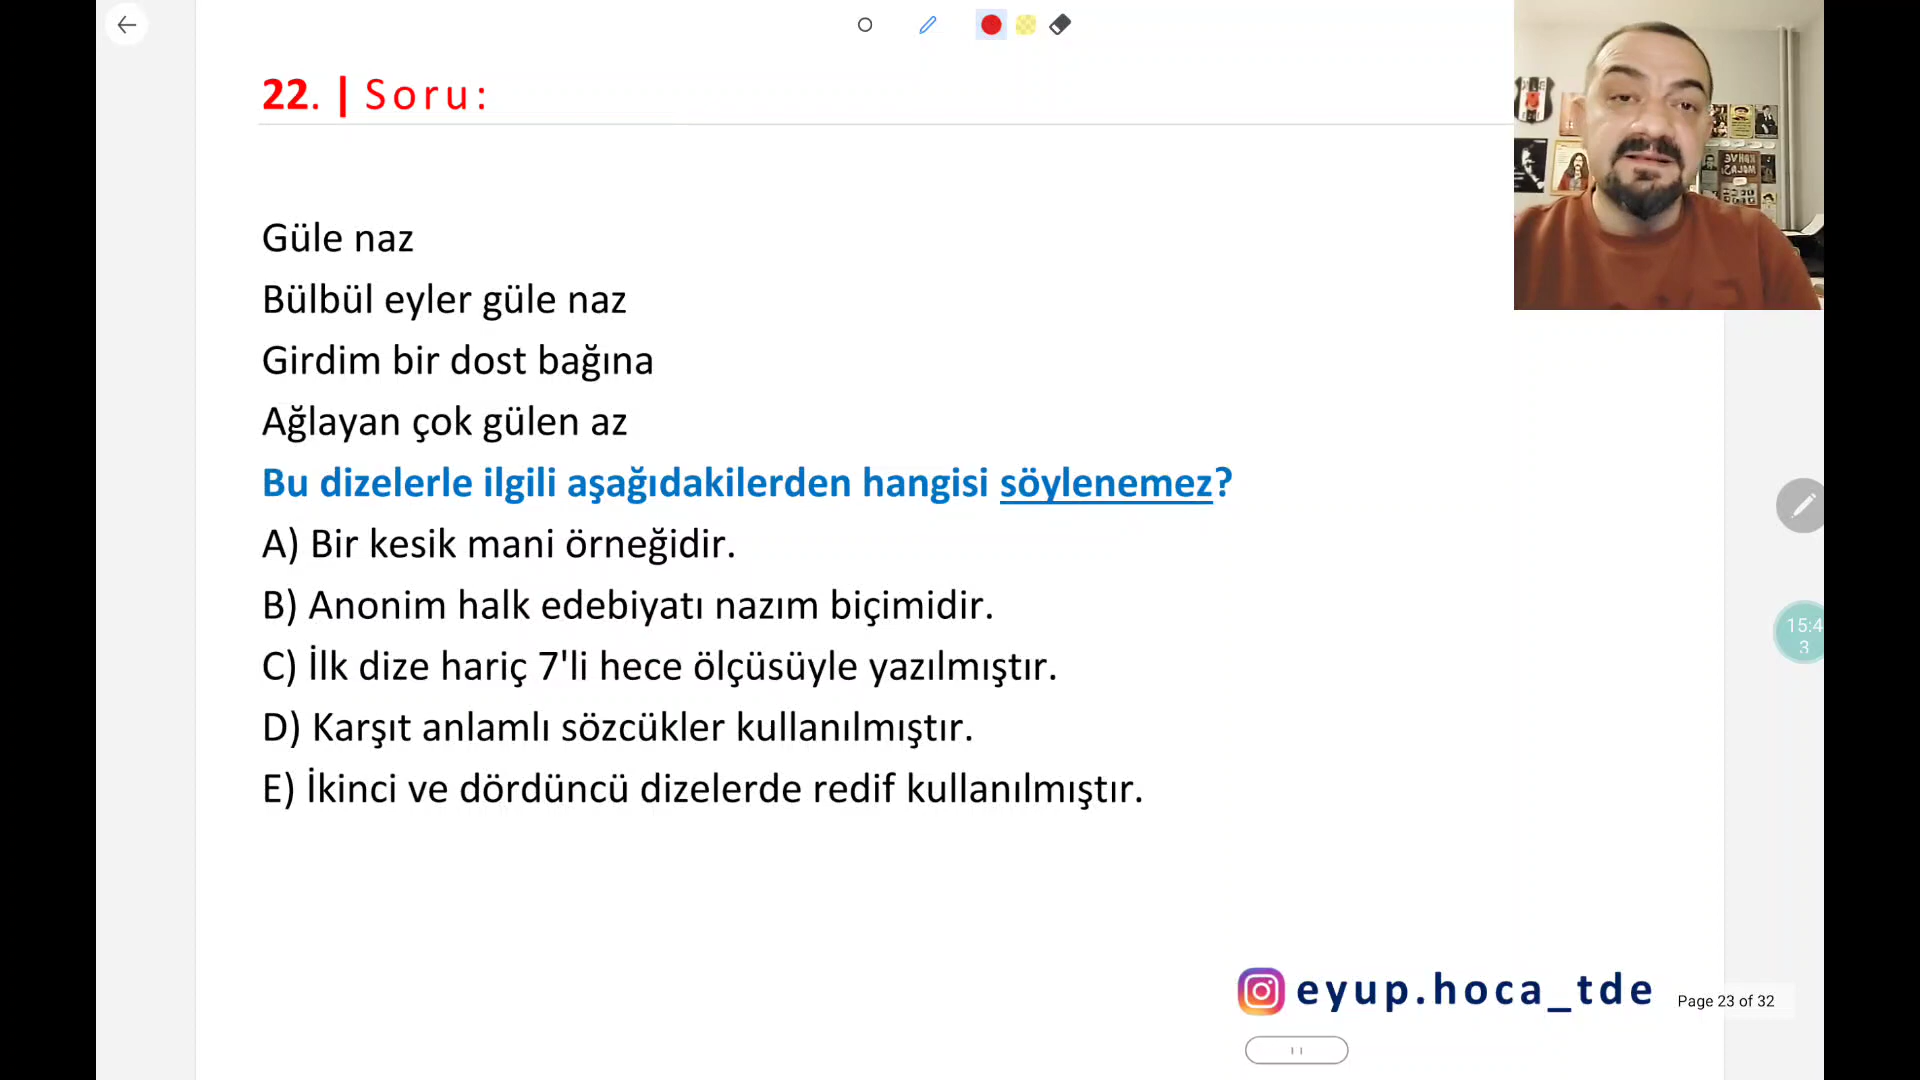 22. | Soru:
Güle naz
Bülbül eyler güle naz
Girdim bir dost bağına
Ağlayan çok gülen az
Bu dizelerle ilgili aşağıdakilerden hangisi söylenemez?
A) Bir kesik mani örneğidir.
B) Anonim halk edebiyatı nazım biçimidir.
C) İlk dize hariç 7'li hece ölçüsüyle yazılmıştır.
D) Karşıt anlamlı sözcükler kullanılmıştır.
E) İkinci ve dördüncü dizelerde redif kullanılmıştır.
15:4
3
eyup.hoca_tde
Page 23 of 32